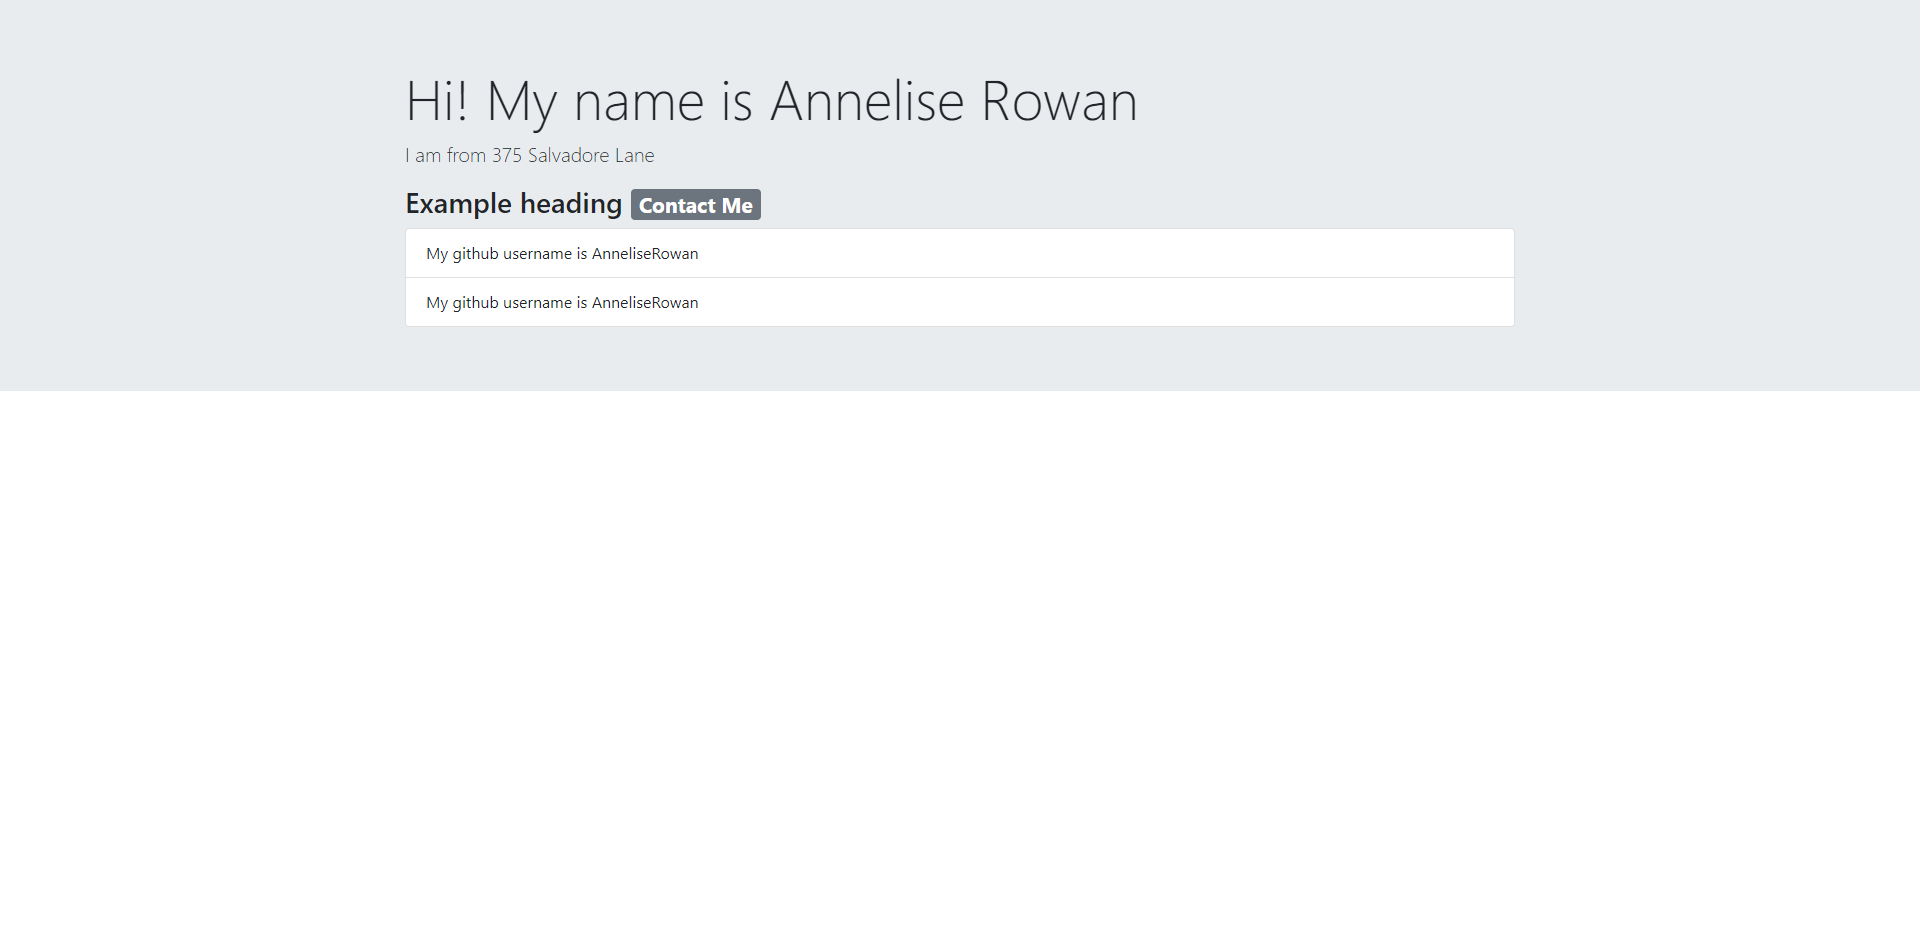 Hi! My name is Annelise Rowan
I am from 375 Salvadore Lane
Example heading Contact Me
My github username is AnneliseRowan
My github username is AnneliseRowan